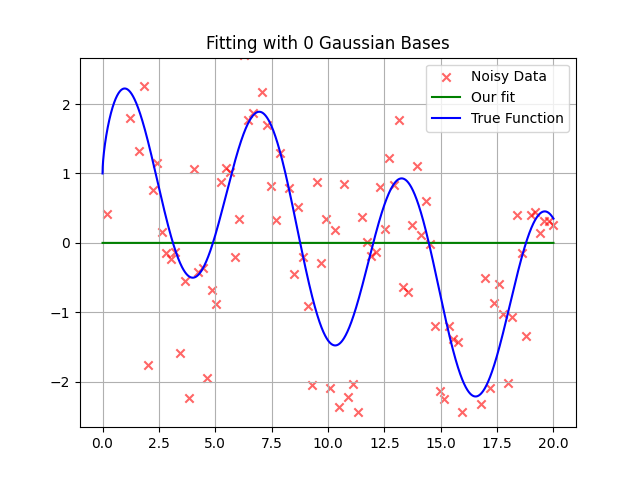 Fitting with 0 Gaussian Bases
Noisy Data
Our fit
True Function
2
1
0
−1
−2
0.0 2.5 5.0 7.5 10.0 12.5 15.0 17.5 20.0